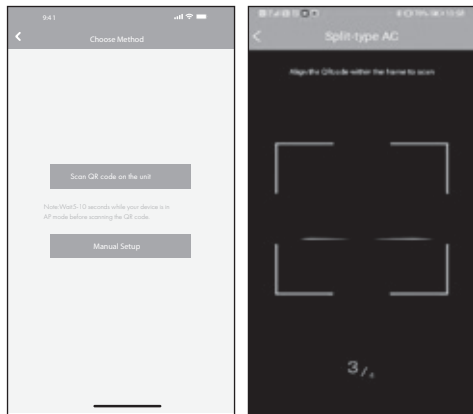 9:41
Choose Method
Scan QR code on the unit
Note:Wait5-10 seconds while your device is in
AP mode before scanning the QR code.
Manual Setup
Split-type AC
Align the QRcode within the frame to scan
3/4